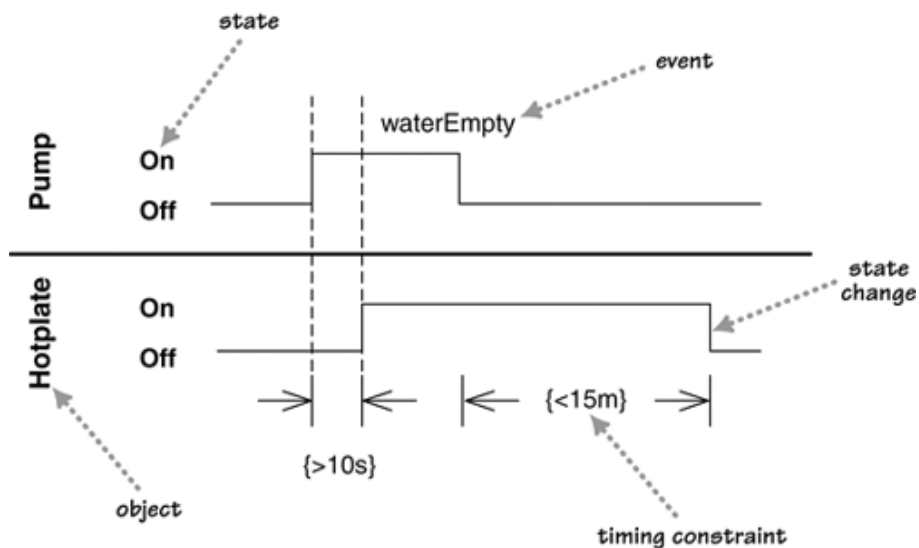 state
event
waterEmpty
Pump
On
Off
Hotplate
On
Off
state
change
{<15m}
{>10s}
object
timing constraint